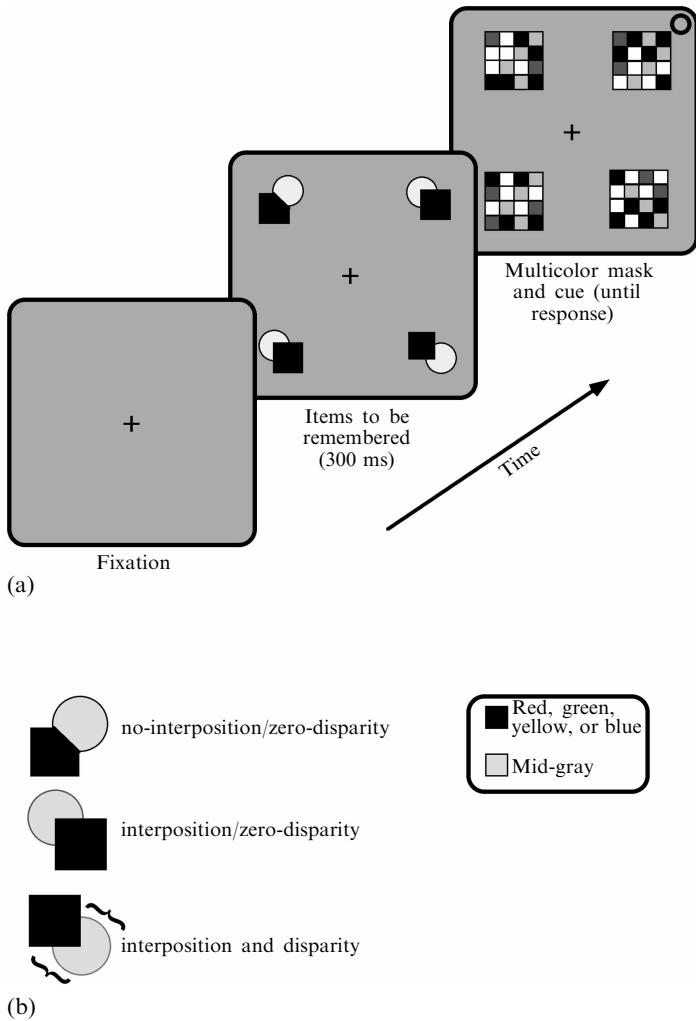 Multicolor mask
and cue (until
response)
Items to be
remembered
(300 ms)
Time
Fixation
(a)
no-interposition/zero-disparity
interposition/zero-disparity
interposition and disparity
Red, green,
yellow, or blue
Mid-gray
(b)